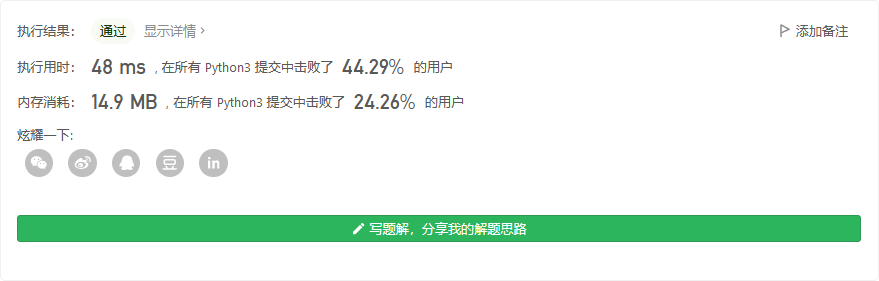 执行结果： 通过 显示详情 › 添加备注
执行用时： 48 ms , 在所有 Python3 提交中击败了 44.29% 的用户
内存消耗： 14.9 MB , 在所有 Python3 提交中击败了 24.26% 的用户
炫耀一下:
豆 in
写题解，分享我的解题思路